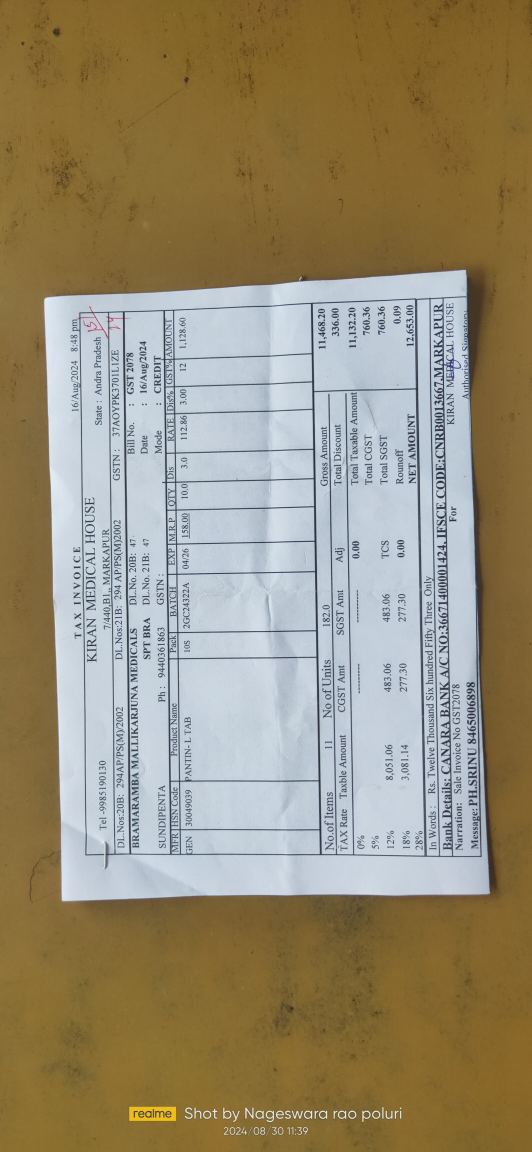 16/Aug/2024 8:48 pm
TAX INVOICE
KIRAN MEDICAL HOUSE
Tel -9985190130 7/440,B1,, MARKAPUR State : Andra Pradesh
DL.Nos:20B: 294AP/PS(M)/2002 DL.Nos:21B: 294 AP/PS(M)2002 GSTN : 37AOYPK3701L1ZE
BRAMARAMBA MALLIKARJUNA MEDICALS DL.No. 20B: 47 Bill No. : GST 2078
SPT BRA DL.No. 21B: 47 Date : 16/Aug/2024
SUNDIPENTA Ph : 9440361863 GSTN : Mode : CREDIT
MFR HSN Code Product Name Pack BATCH EXP M.R.P QTY Dis RATE Dis% GST% AMOUNT
GEN 30049039 PANTIN- L TAB 10S 2GC24322A 04/26 158.00 10.0 3.0 112.86 3.00 12 1,128.60
No.of Items 11 No of Units 182.0 Gross Amount 11,468.20
TAX Rate Taxble Amount CGST Amt SGST Amt Adj Total Discount 336.00
0% ---------- ---------- 0.00 Total Taxable Amount 11,132.20
5% Total CGST 760.36
12% 8,051.06 483.06 483.06 TCS Total SGST 760.36
18% 3,081.14 277.30 277.30 0.00 Rounoff 0.09
28% NET AMOUNT 12,653.00
In Words : Rs. Twelve Thousand Six hundred Fifty Three Only
Bank Details: CANARA BANK A/C NO:36671400001424, IFSCE CODE:CNRB0013667,MARKAPUR
Narration: Sale Invoice No GST2078 For KIRAN MEDICAL HOUSE
Message: PH.SRINU 8465006898 Authorised Signatory
realme Shot by Nageswara rao poluri
2024/08/30 11:39